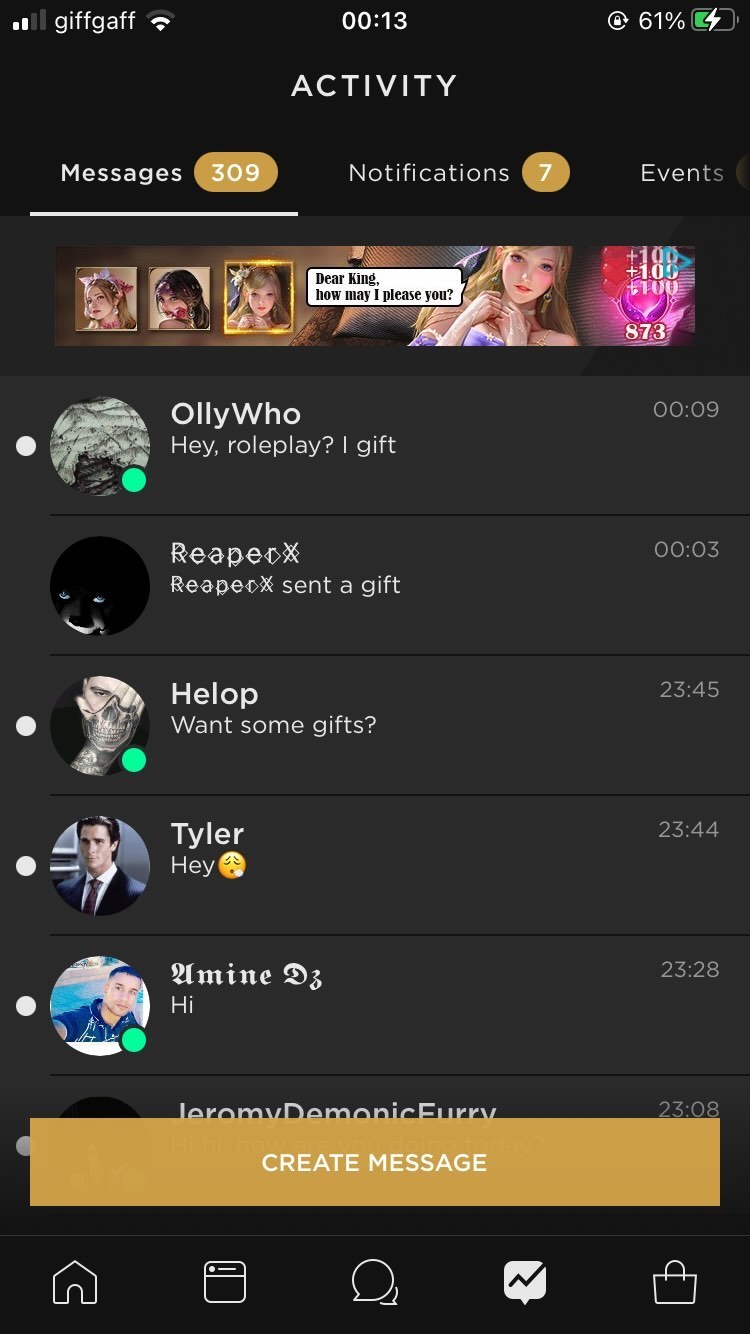 giffgaff
00:13
61%
ACTIVITY
Messages 309
Notifications 7
Events
Dear King,
how may I please you?
+100
+100
+100
873
OllyWho
00:09
Hey, roleplay? I gift
ReaperX
00:03
ReaperX sent a gift
Helop
23:45
Want some gifts?
Tyler
23:44
Hey😮‍💨
𝕬𝖒𝖎𝖓𝖊 𝕯𝖟
23:28
Hi
JeromyDemonicFurry
23:08
Hi hi, how are you doing today?
CREATE MESSAGE